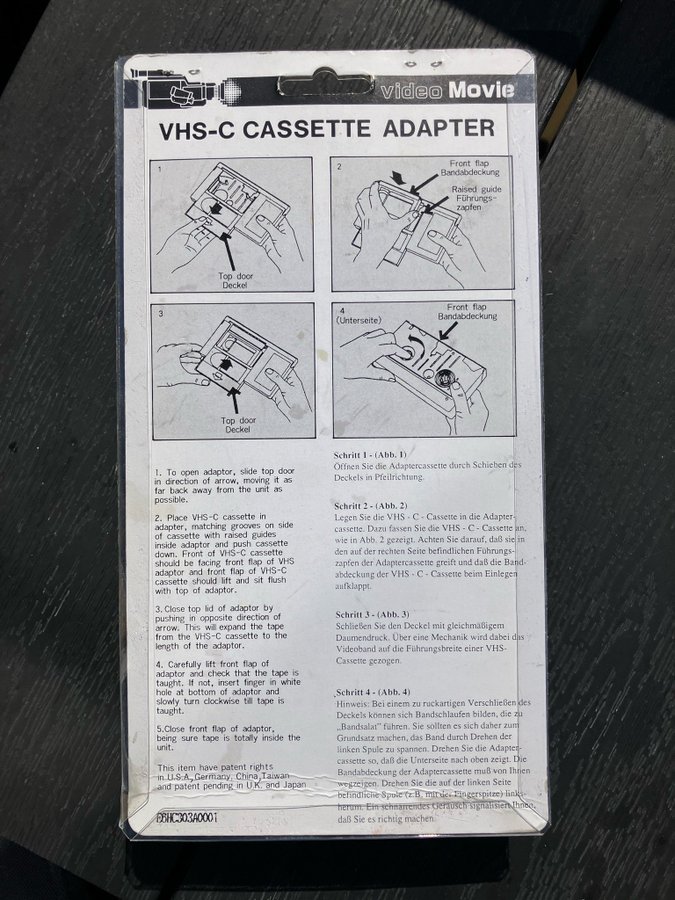 video Movie
VHS-C CASSETTE ADAPTER
1
Top door
Deckel
2
Front flap
Bandabdeckung
Raised guide
Führungs-
zapfen
3
Top door
Deckel
4
(Unterseite)
Front flap
Bandabdeckung
1. To open adaptor, slide top door
in direction of arrow, moving it as
far back away from the unit as
possible.
2. Place VHS-C cassette in
adapter, matching grooves on side
of cassette with raised guides
inside adaptor and push cassette
down. Front of VHS-C cassette
should be facing front flap of VHS
adaptor and front flap of VHS-C
cassette should lift and sit flush
with top of adaptor.
3.Close top lid of adaptor by
pushing in opposite direction of
arrow. This will expand the tape
from the VHS-C cassette to the
length of the adaptor.
4. Carefully lift front flap of
adaptor and check that the tape is
taught. If not, insert finger in white
hole at bottom of adaptor and
slowly turn clockwise till tape is
taught.
5.Close front flap of adaptor,
being sure tape is totally inside the
unit.
This item have patent rights
in U.S.A, Germany, China, Taiwan
and patent pending in U.K. and Japan
Schritt 1 - (Abb. 1)
Öffnen Sie die Adaptercassette durch Schieben des
Deckels in Pfeilrichtung.
Schritt 2 - (Abb. 2)
Legen Sie die VHS - C - Cassette in die Adapter-
cassette. Dazu fassen Sie die VHS - C - Cassette an,
wie in Abb. 2 gezeigt. Achten Sie darauf, daß sie in
den auf der rechten Seite befindlichen Führungs-
zapfen der Adaptercassette greift und daß die Band-
abdeckung der VHS - C - Cassette beim Einlegen
aufklappt.
Schritt 3 - (Abb. 3)
Schließen Sie den Deckel mit gleichmäßigem
Daumendruck. Über eine Mechanik wird dabei das
Videoband auf die Führungsbreite einer VHS-
Cassette gezogen.
Schritt 4 - (Abb. 4)
Hinweis: Bei einem zu ruckartigen Verschließen des
Deckels können sich Bandschlaufen bilden, die zu
„Bandsalat" führen. Sie sollten es sich daher zum
Grundsatz machen, das Band durch Drehen der
linken Spule zu spannen. Drehen Sie die Adapter-
cassette so, daß die Unterseite nach oben zeigt. Die
Bandabdeckung der Adaptercassette muß von Ihnen
wegzeigen. Drehen Sie die auf der linken Seite
befindliche Spule (z.B. mit der Fingerspitze) links
herum. Ein schnarrendes Geräusch signalisiert Ihnen,
daß Sie es richtig machen.